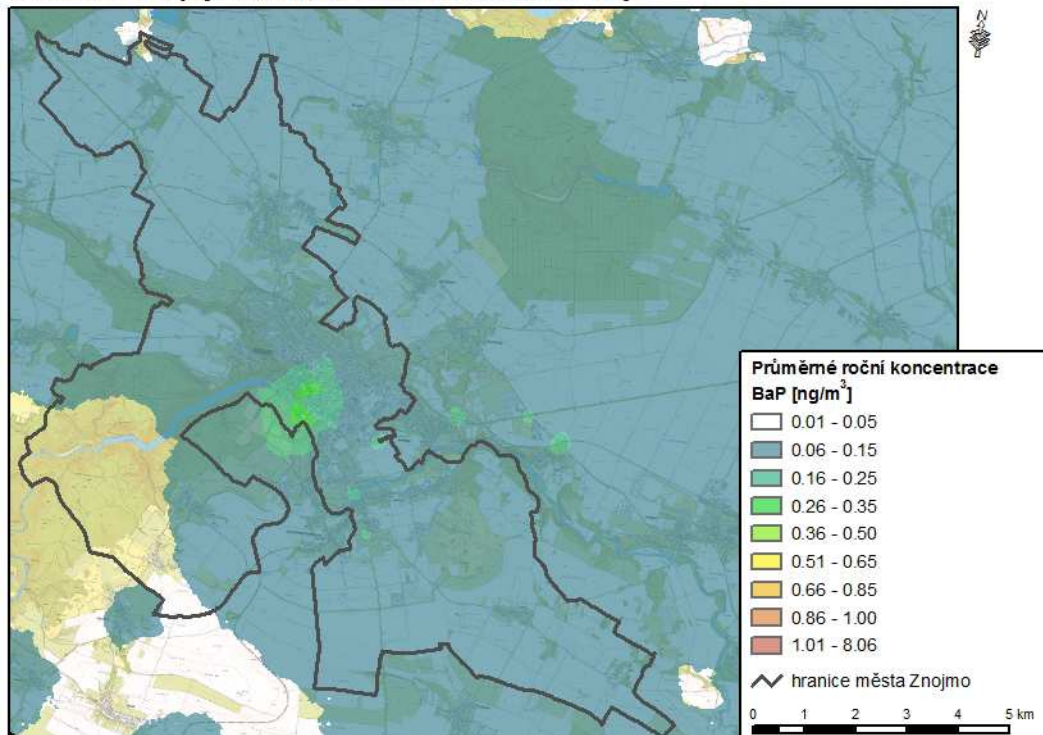 N
Průměrné roční koncentrace
BaP [ng/m³]
0.01 - 0.05
0.06 - 0.15
0.16 - 0.25
0.26 - 0.35
0.36 - 0.50
0.51 - 0.65
0.66 - 0.85
0.86 - 1.00
1.01 - 8.06
hranice města Znojmo
0 1 2 3 4 5 km